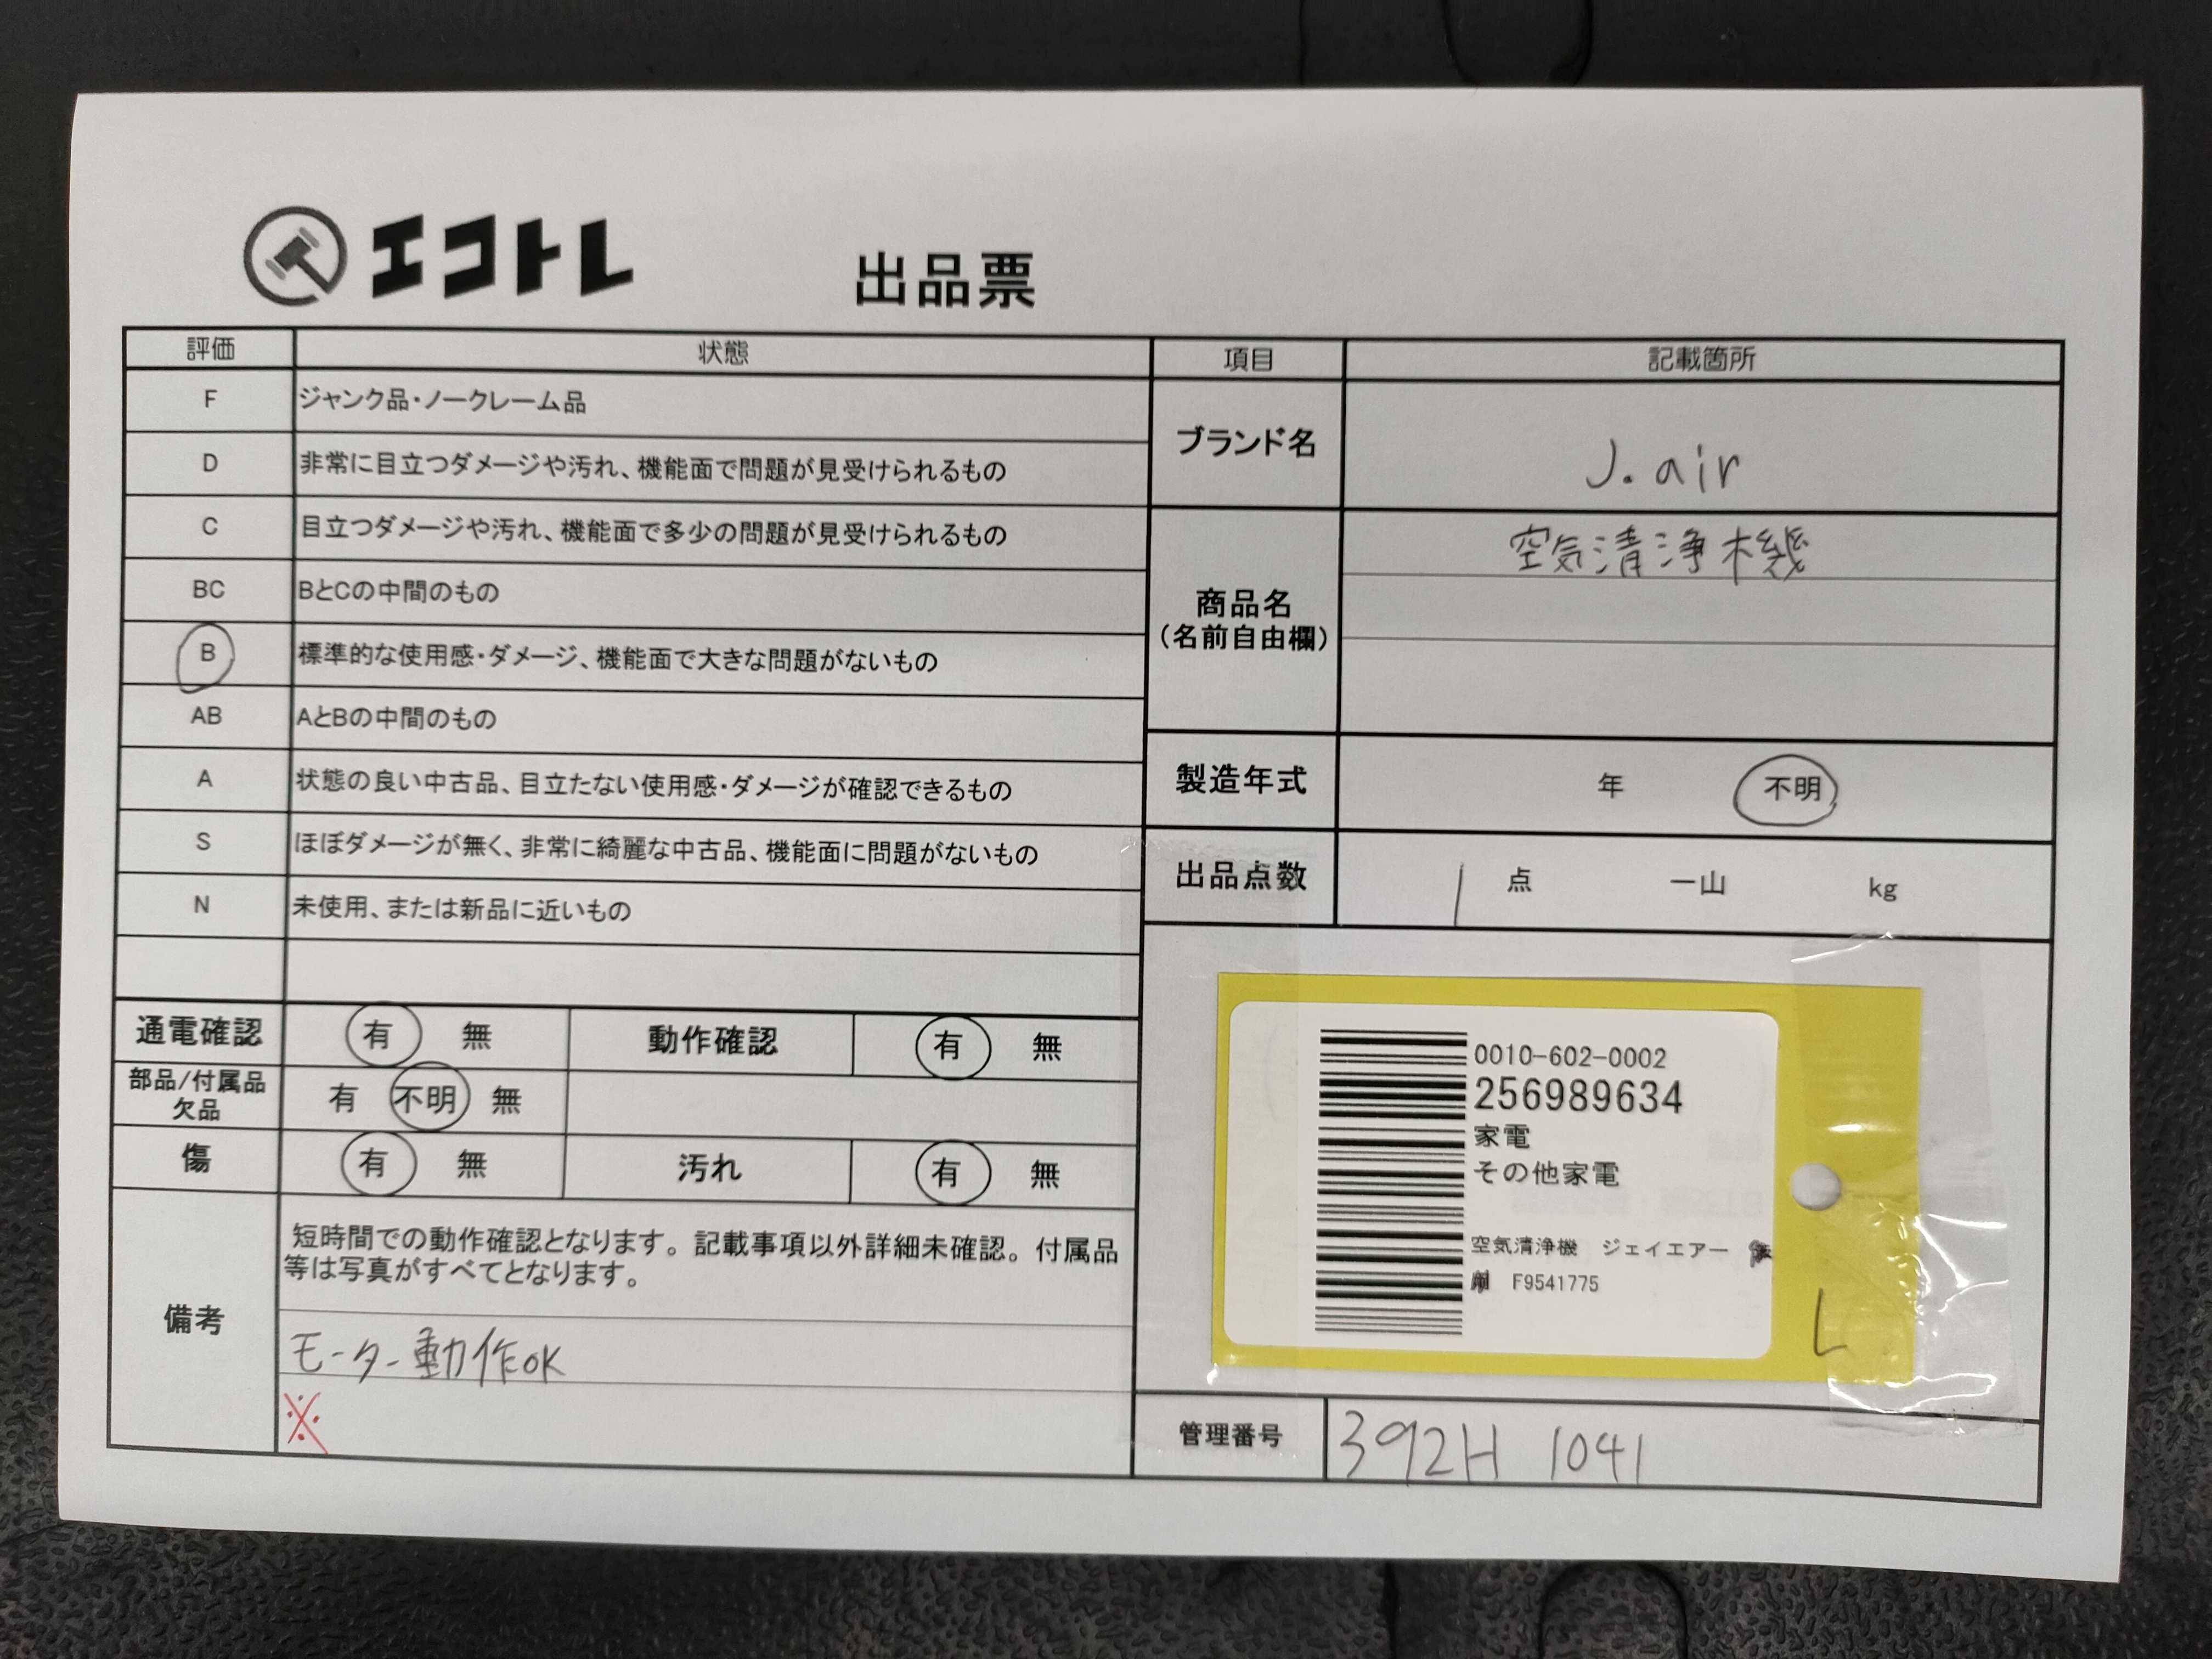 エコトレ 出品票
評価 状態
F ジャンク品・ノークレーム品
D 非常に目立つダメージや汚れ、機能面で問題が見受けられるもの
C 目立つダメージや汚れ、機能面で多少の問題が見受けられるもの
BC BとCの中間のもの
B 標準的な使用感・ダメージ、機能面で大きな問題がないもの
AB AとBの中間のもの
A 状態の良い中古品、目立たない使用感・ダメージが確認できるもの
S ほぼダメージが無く、非常に綺麗な中古品、機能面に問題がないもの
N 未使用、または新品に近いもの
通電確認 有 無 動作確認 有 無
部品/付属品
欠品
有 不明 無
傷 有 無 汚れ 有 無
備考
短時間での動作確認となります。記載事項以外詳細未確認。付属品
等は写真がすべてとなります。
モーター動作OK
※
項目 記載箇所
ブランド名 J.air
商品名
(名前自由欄)
空気清浄機
製造年式 年 不明
出品点数 1 点 一山 kg
0010-602-0002
256989634
家電
その他家電
空気清浄機 ジェイエアー
F9541775
L
管理番号 392H 1041